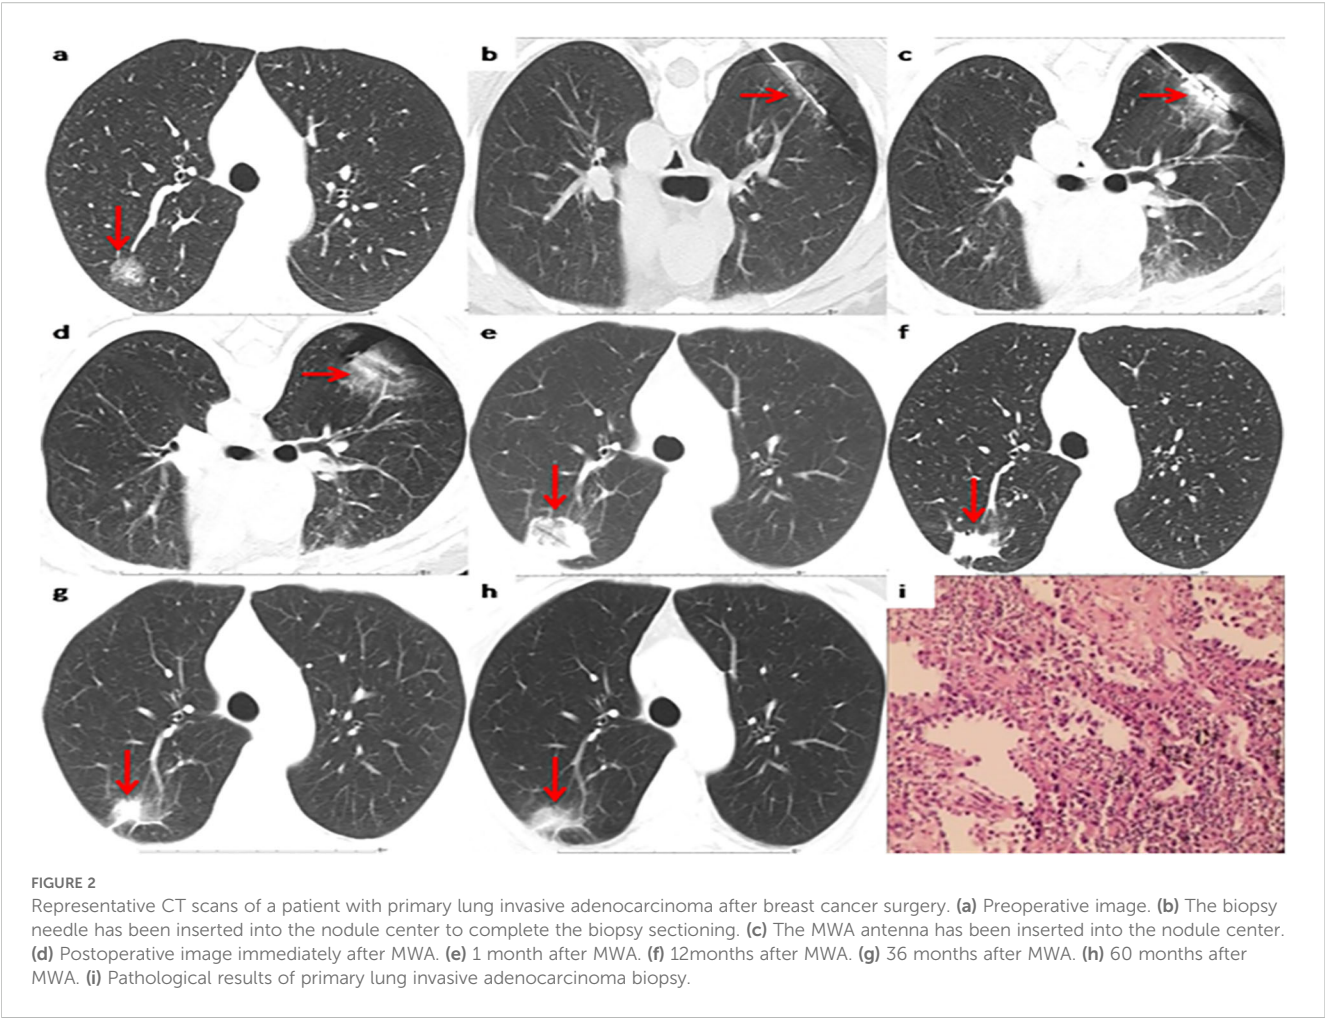 a
b
c
d
e
f
g
h
i
FIGURE 2
Representative CT scans of a patient with primary lung invasive adenocarcinoma after breast cancer surgery. (a) Preoperative image. (b) The biopsy
needle has been inserted into the nodule center to complete the biopsy sectioning. (c) The MWA antenna has been inserted into the nodule center.
(d) Postoperative image immediately after MWA. (e) 1 month after MWA. (f) 12months after MWA. (g) 36 months after MWA. (h) 60 months after
MWA. (i) Pathological results of primary lung invasive adenocarcinoma biopsy.